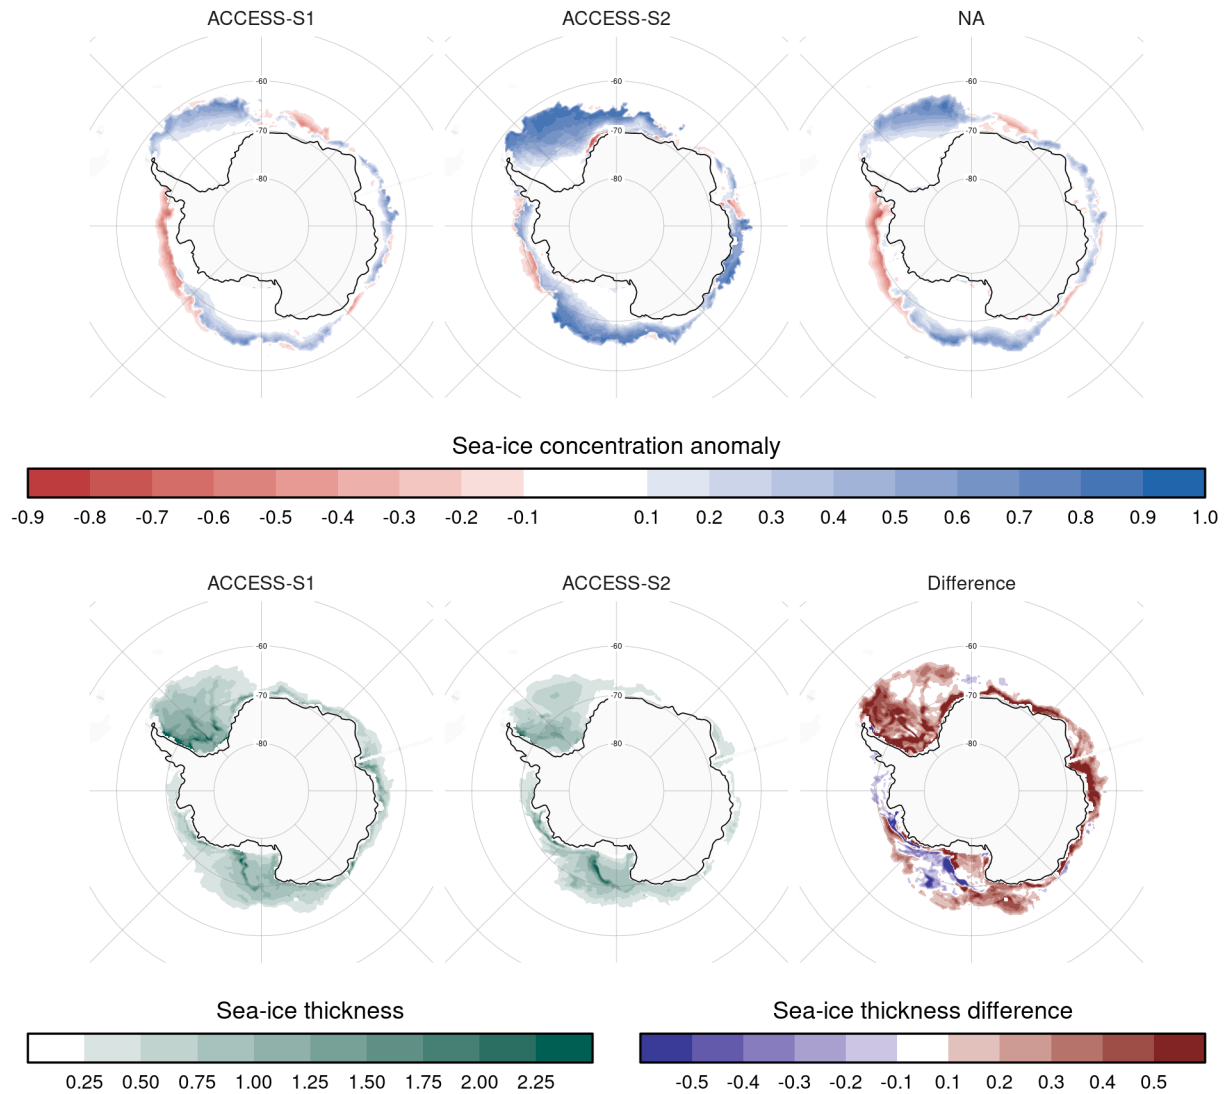 ACCESS-S1 ACCESS-S2 NA
-60 -60 -60
-70 -70 -70
-80 -80 -80
Sea-ice concentration anomaly
-0.9 -0.8 -0.7 -0.6 -0.5 -0.4 -0.3 -0.2 -0.1 0.1 0.2 0.3 0.4 0.5 0.6 0.7 0.8 0.9 1.0
ACCESS-S1 ACCESS-S2 Difference
-60 -60 -60
-70 -70 -70
-80 -80 -80
Sea-ice thickness Sea-ice thickness difference
0.25 0.50 0.75 1.00 1.25 1.50 1.75 2.00 2.25 -0.5 -0.4 -0.3 -0.2 -0.1 0.1 0.2 0.3 0.4 0.5